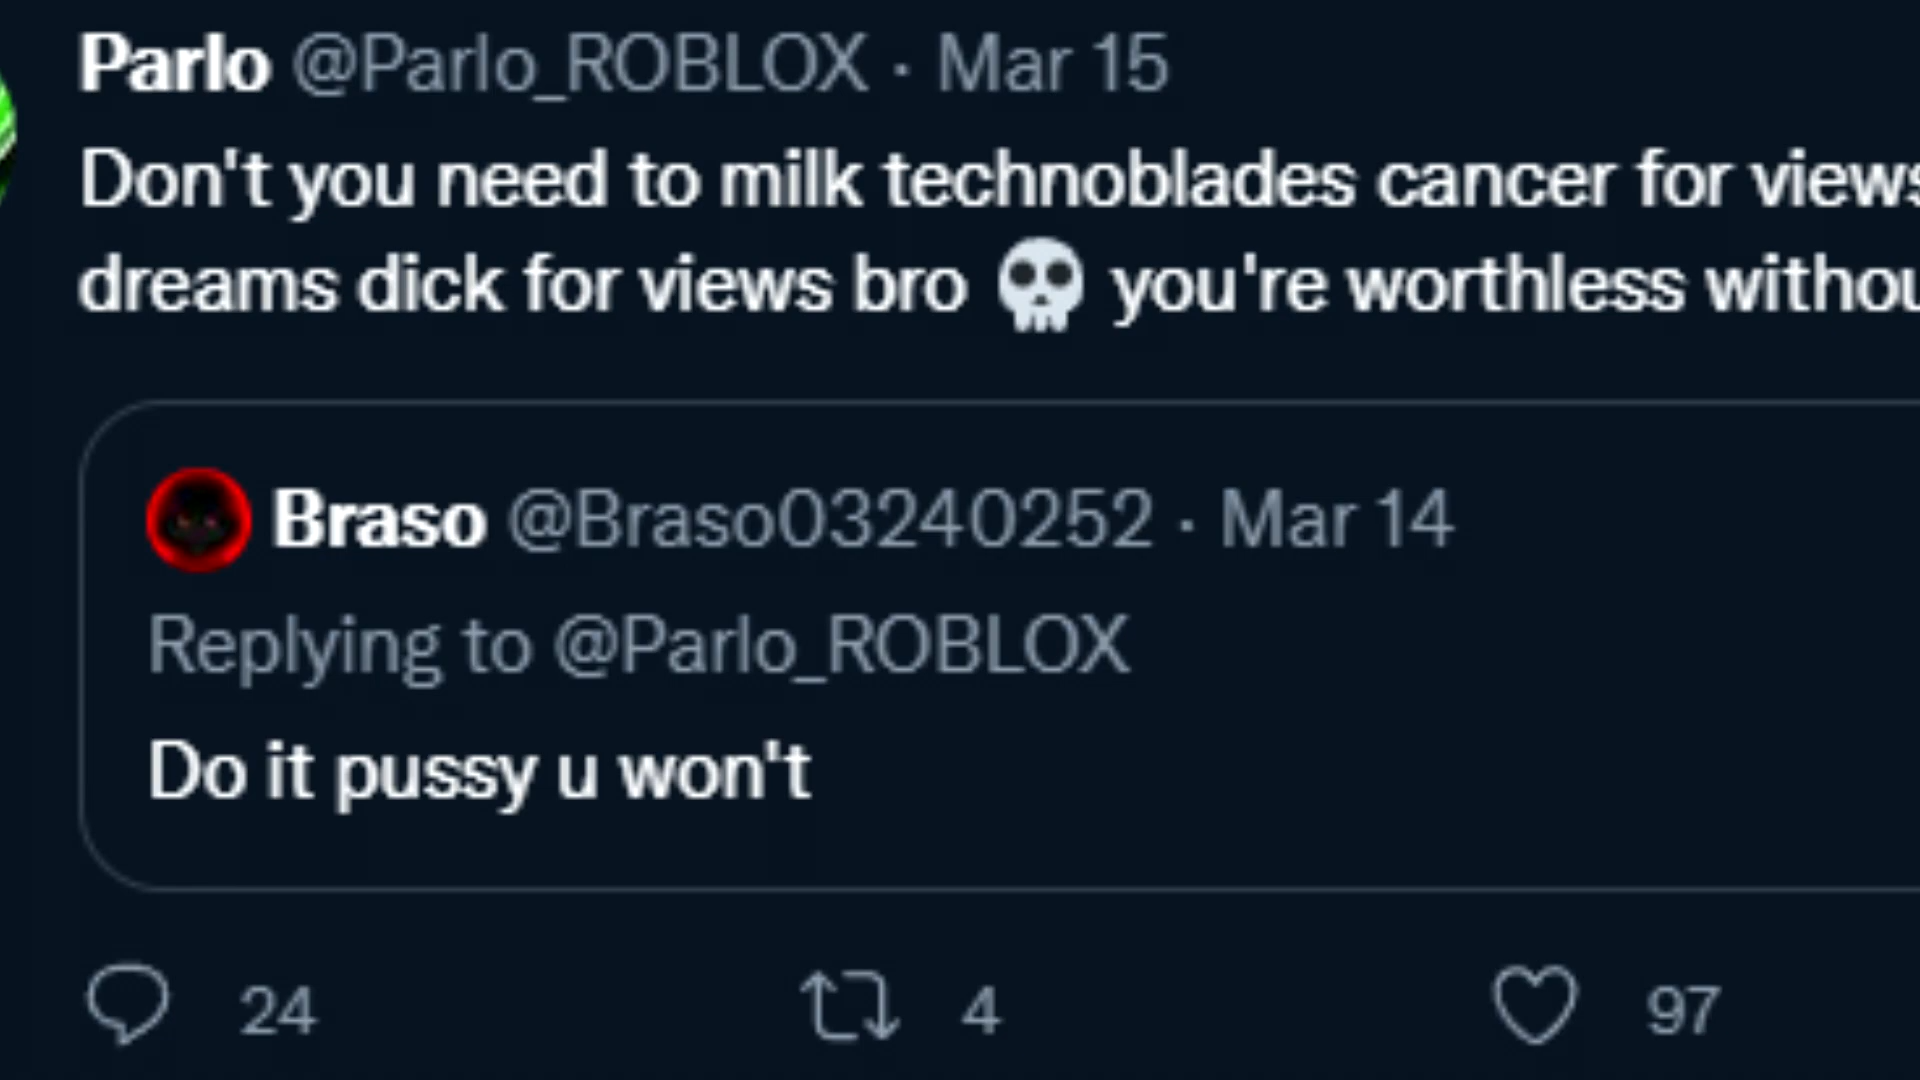 Parlo @Parlo_ROBLOX · Mar 15
Don't you need to milk technoblades cancer for views
dreams dick for views bro 💀 you're worthless withou
Braso @Braso03240252 · Mar 14
Replying to @Parlo_ROBLOX
Do it pussy u won't
24 4 97